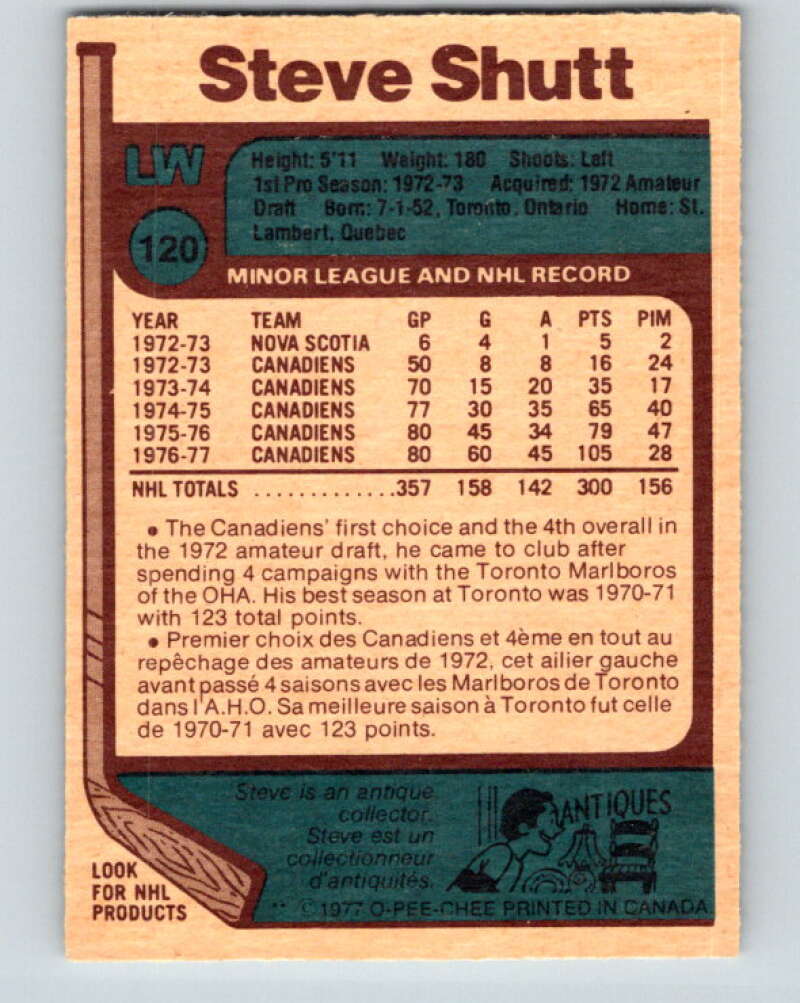 Steve Shutt
LW
120
Height: 5'11 Weight: 180 Shoots: Left
1st Pro Season: 1972-73 Acquired: 1972 Amateur
Draft Born: 7-1-52, Toronto, Ontario Home: St.
Lambert, Quebec
MINOR LEAGUE AND NHL RECORD
YEAR TEAM GP G A PTS PIM
1972-73 NOVA SCOTIA 6 4 1 5 2
1972-73 CANADIENS 50 8 8 16 24
1973-74 CANADIENS 70 15 20 35 17
1974-75 CANADIENS 77 30 35 65 40
1975-76 CANADIENS 80 45 34 79 47
1976-77 CANADIENS 80 60 45 105 28
NHL TOTALS .............357 158 142 300 156
• The Canadiens' first choice and the 4th overall in
the 1972 amateur draft, he came to club after
spending 4 campaigns with the Toronto Marlboros
of the OHA. His best season at Toronto was 1970-71
with 123 total points.
• Premier choix des Canadiens et 4ème en tout au
repêchage des amateurs de 1972, cet ailier gauche
avant passé 4 saisons avec les Marlboros de Toronto
dans l'A.H.O. Sa meilleure saison à Toronto fut celle
de 1970-71 avec 123 points.
Steve is an antique
collector.
Steve est un
collectionneur
d'antiquités.
ANTIQUES
LOOK
FOR NHL
PRODUCTS
** © 1977 O-PEE-CHEE PRINTED IN CANADA